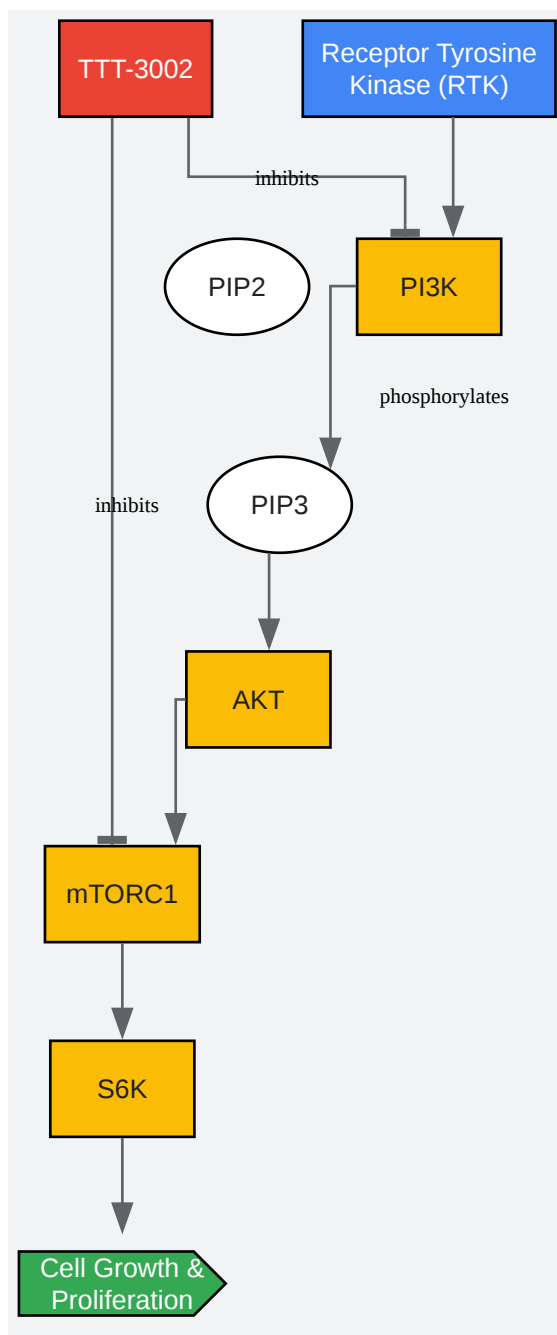 TTT-3002
Receptor Tyrosine
Kinase (RTK)
inhibits
PIP2
PI3K
phosphorylates
inhibits
PIP3
AKT
mTORC1
S6K
Cell Growth &
Proliferation